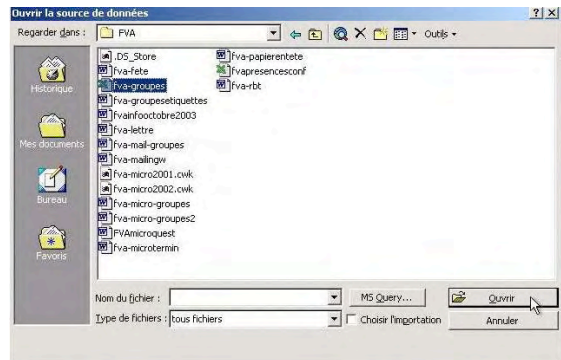 Ouvrir la source de données
Regarder dans :
FVA
Outils
Historique
Mes documents
Bureau
Favoris
.DS_Store
fva-fete
fva-groupes
fva-groupesetiquettes
fvainfooctobre2003
fva-lettre
fva-mail-groupes
fva-mailingw
fva-micro2001.cwk
fva-micro2002.cwk
fva-micro-groupes
fva-micro-groupes2
FVAmicroquest
fva-microtermin
fva-papierentete
fvapresencesconf
fva-rbt
Nom du fichier :
MS Query...
Ouvrir
Type de fichiers :
tous fichiers
Choisir l'importation
Annuler